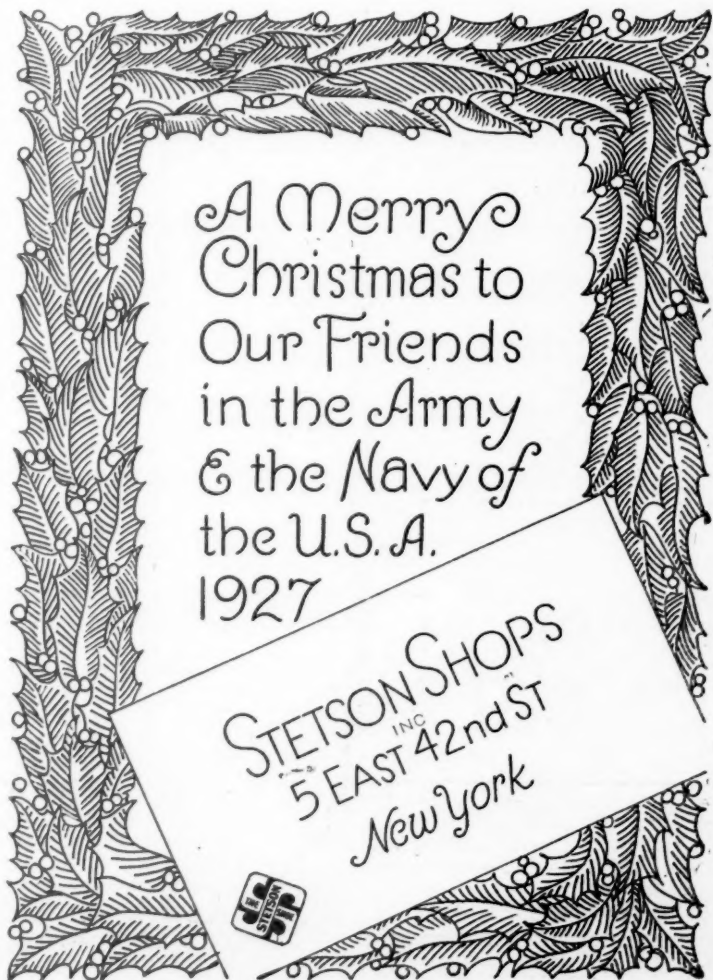 A Merry
Christmas to
Our Friends
in the Army
& the Navy of
the U.S.A.
1927
STETSON SHOPS
INC
5 EAST 42nd ST
New York
STETSON